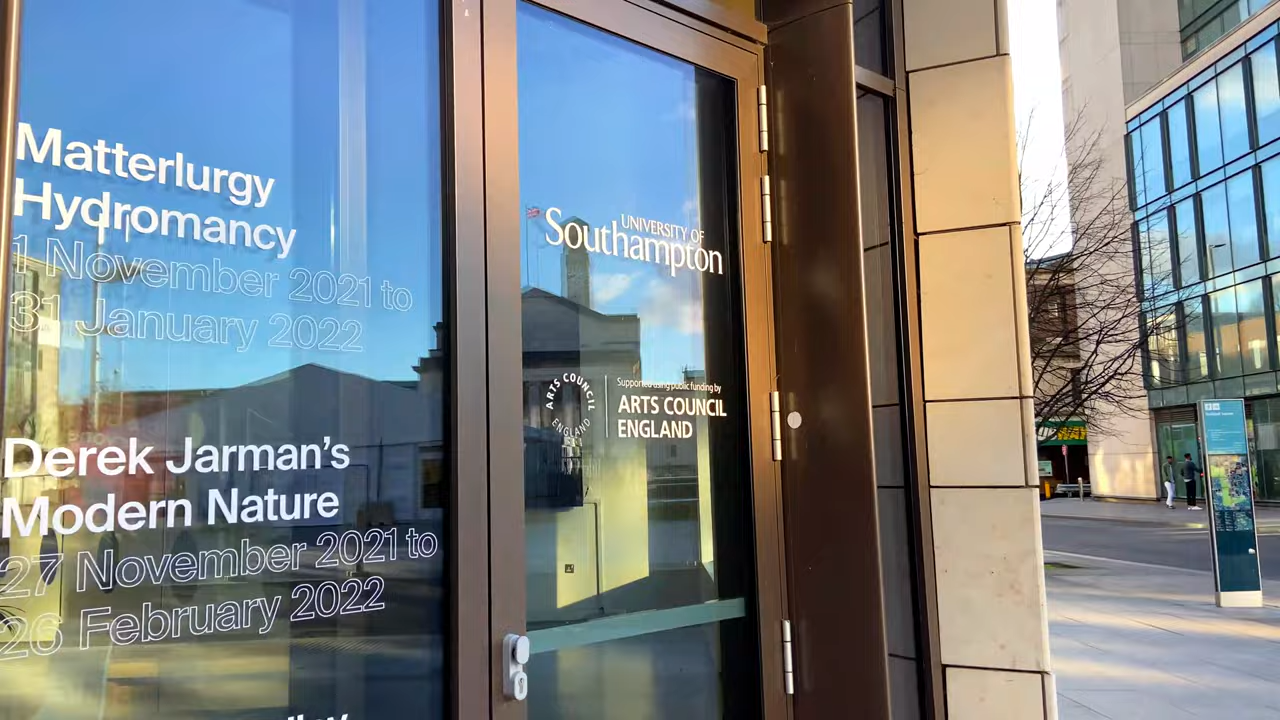 Matterlurgy
Hydromancy
1 November 2021 to
31 January 2022
Derek Jarman's
Modern Nature
27 November 2021 to
26 February 2022
UNIVERSITY OF
Southampton
ARTS COUNCIL
ENGLAND
Supported using public funding by
ARTS COUNCIL
ENGLAND